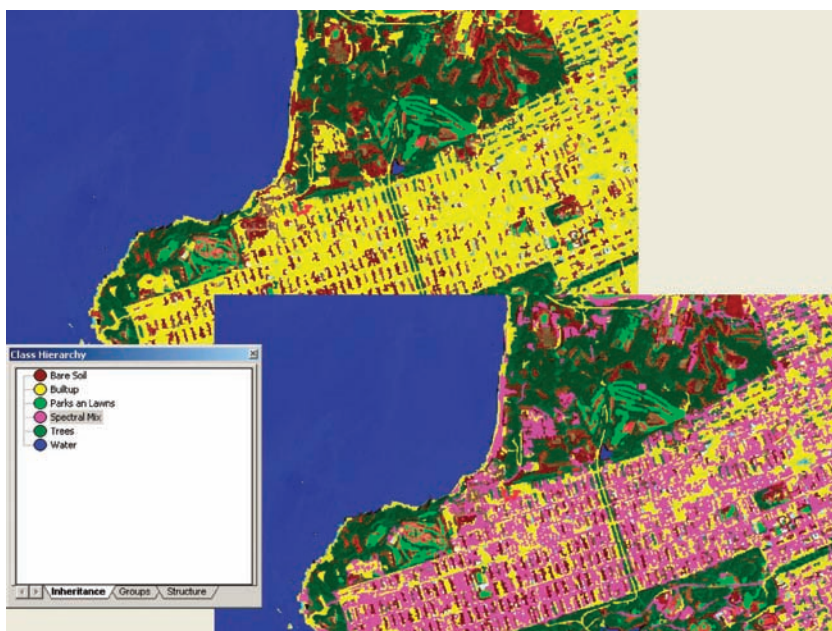 Class Hierarchy
Bare Soil
Builtup
Parks an Lawns
Spectral Mix
Trees
Water
Inheritance Groups Structure